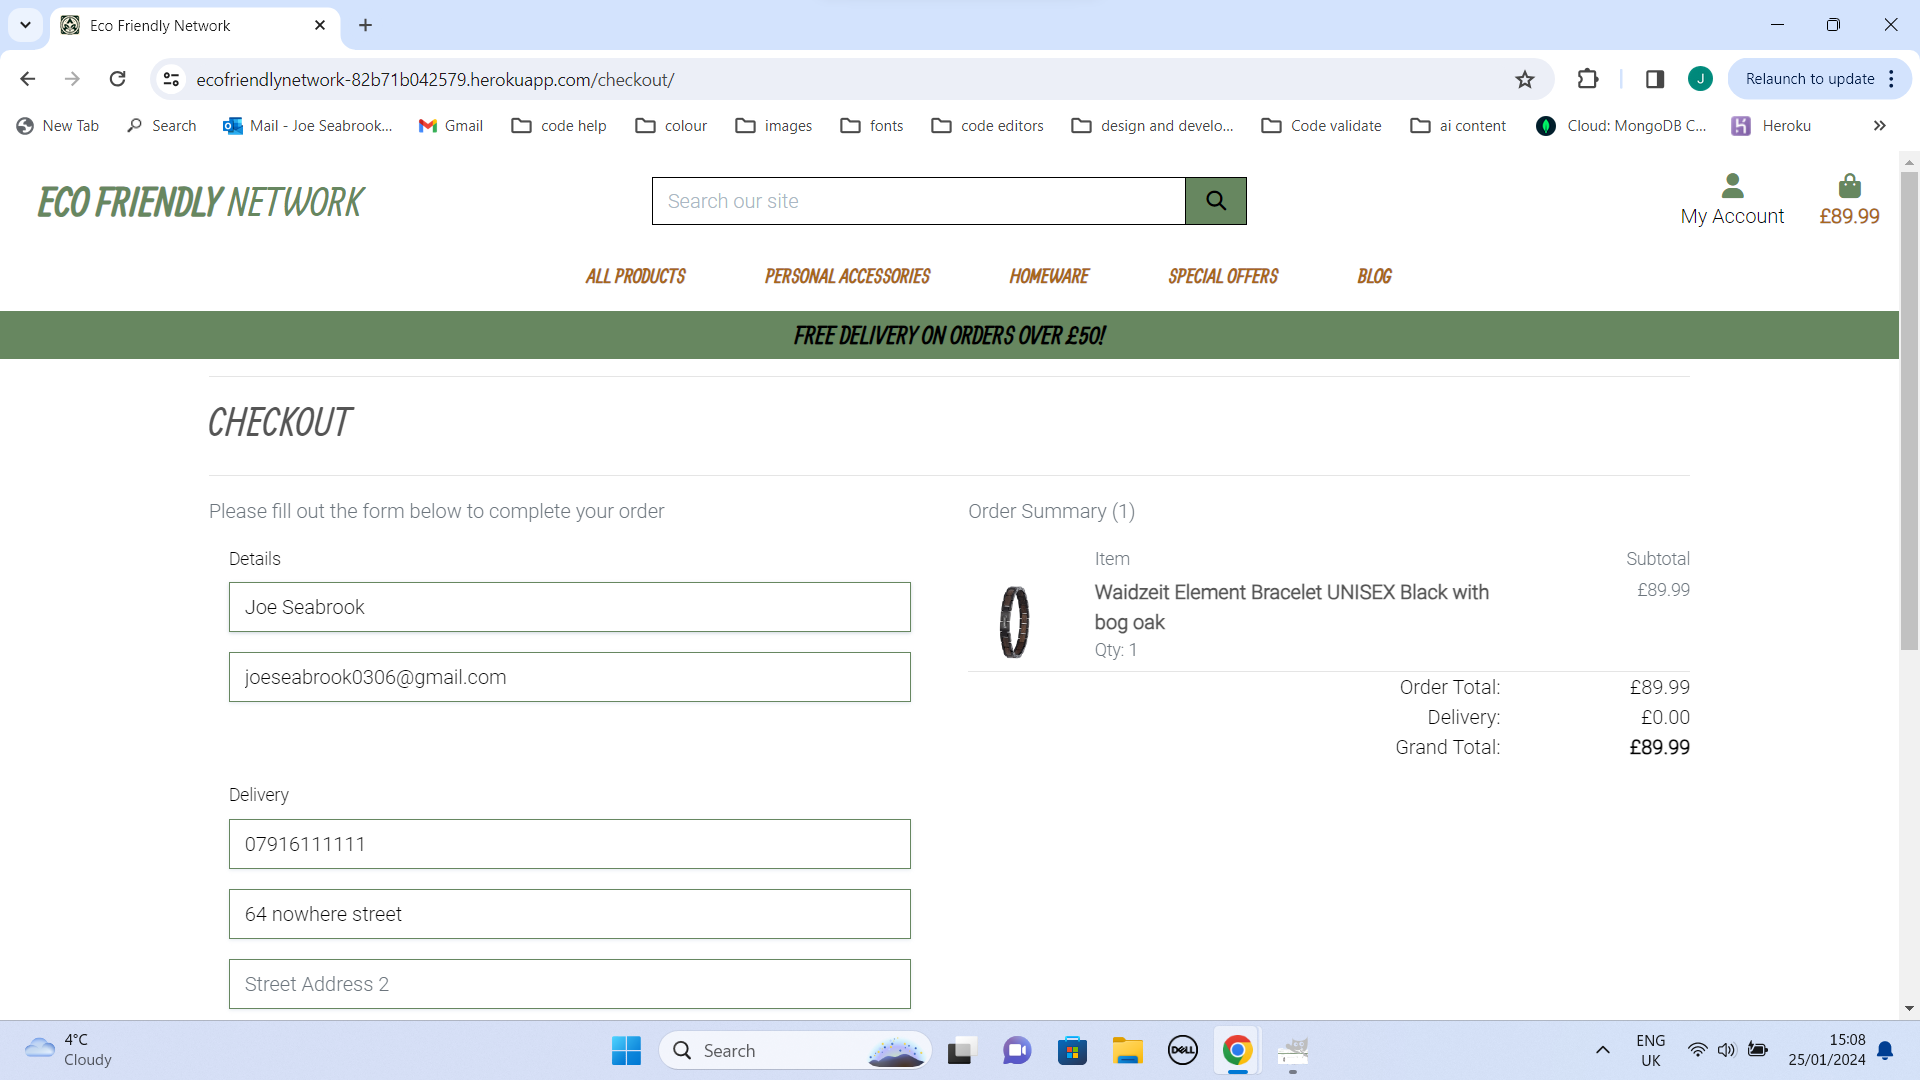 Eco Friendly Network
ecofriendlynetwork-82b71b042579.herokuapp.com/checkout/
J
Relaunch to update
New Tab
Search
Mail - Joe Seabrook...
Gmail
code help
colour
images
fonts
code editors
design and develo...
Code validate
ai content
Cloud: MongoDB C...
Heroku
ECO FRIENDLY NETWORK
Search our site
My Account
£89.99
ALL PRODUCTS
PERSONAL ACCESSORIES
HOMEWARE
SPECIAL OFFERS
BLOG
FREE DELIVERY ON ORDERS OVER £50!
CHECKOUT
Please fill out the form below to complete your order
Details
Joe Seabrook
joeseabrook0306@gmail.com
Delivery
07916111111
64 nowhere street
Street Address 2
Order Summary (1)
Item
Subtotal
Waidzeit Element Bracelet UNISEX Black with
£89.99
bog oak
Qty: 1
Order Total:
£89.99
Delivery:
£0.00
Grand Total:
£89.99
4°C
Cloudy
Search
DELL
ENG
UK
15:08
25/01/2024